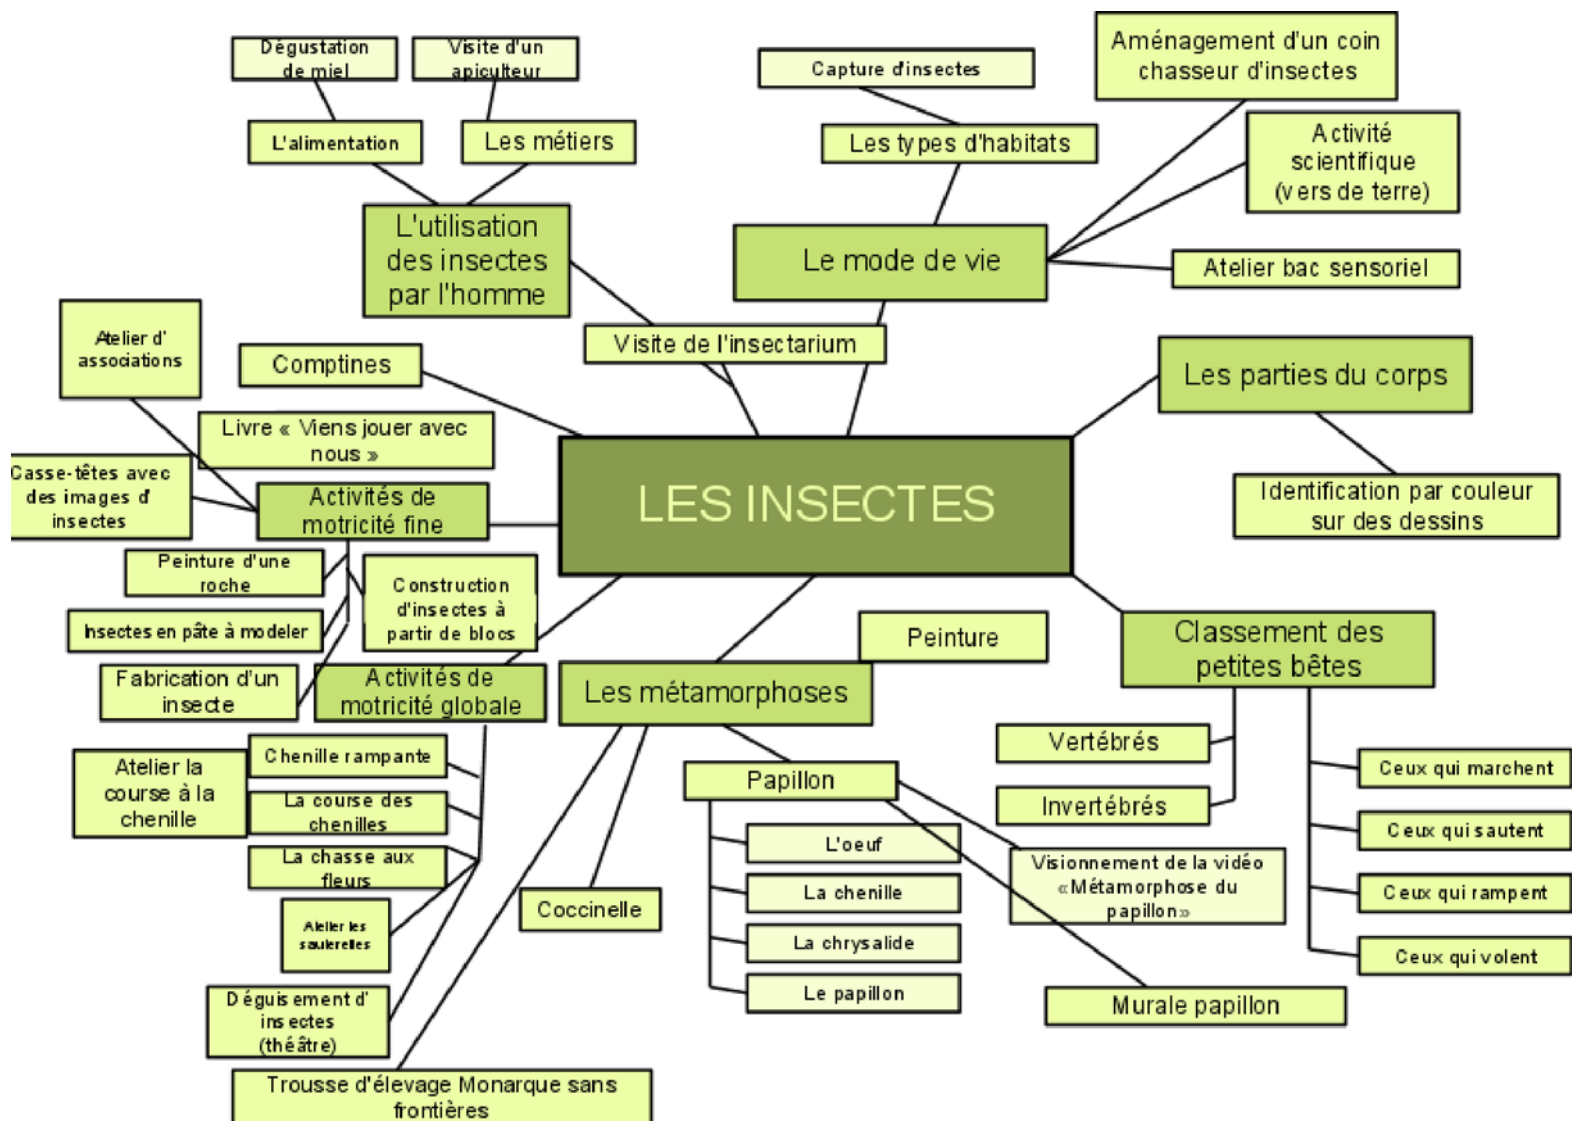 Dégustation
de miel
Visite d'un
apiculteur
Capture d'insectes
Aménagement d'un coin
chasseur d'insectes
L'alimentation
Les métiers
Les types d'habitats
Activité
scientifique
(vers de terre)
L'utilisation
des insectes
par l'homme
Le mode de vie
Atelier bac sensoriel
Atelier d'
associations
Comptines
Visite de l'insectarium
Les parties du corps
Livre « Viens jouer avec
nous »
Casse-têtes avec
des images d'
insectes
Activités de
motricité fine
LES INSECTES
Identification par couleur
sur des dessins
Peinture d'une
roche
Construction
d'insectes à
partir de blocs
Insectes en pâte à modeler
Fabrication d'un
insecte
Activités de
motricité globale
Les métamorphoses
Peinture
Classement des
petites bêtes
Atelier la
course à la
chenille
Chenille rampante
La course des
chenilles
La chasse aux
fleurs
Atelier les
sauterelles
Déguisement d'
insectes
(théâtre)
Trousse d'élevage Monarque sans
frontières
Coccinelle
Papillon
L'oeuf
La chenille
La chrysalide
Le papillon
Visionnement de la vidéo
«Métamorphose du
papillon»
Murale papillon
Vertébrés
Invertébrés
Ceux qui marchent
Ceux qui sautent
Ceux qui rampent
Ceux qui volent